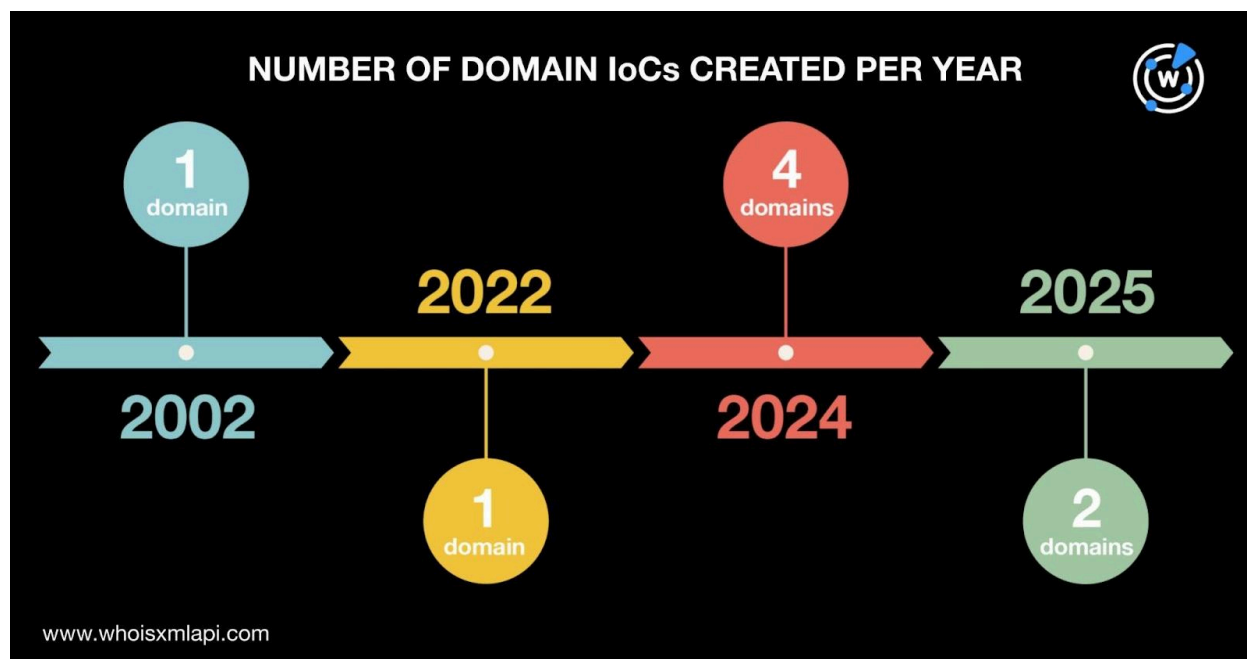 NUMBER OF DOMAIN IoCs CREATED PER YEAR
W
1
domain
2002
2022
1
domain
4
domains
2024
2025
2
domains
www.whoisxmlapi.com